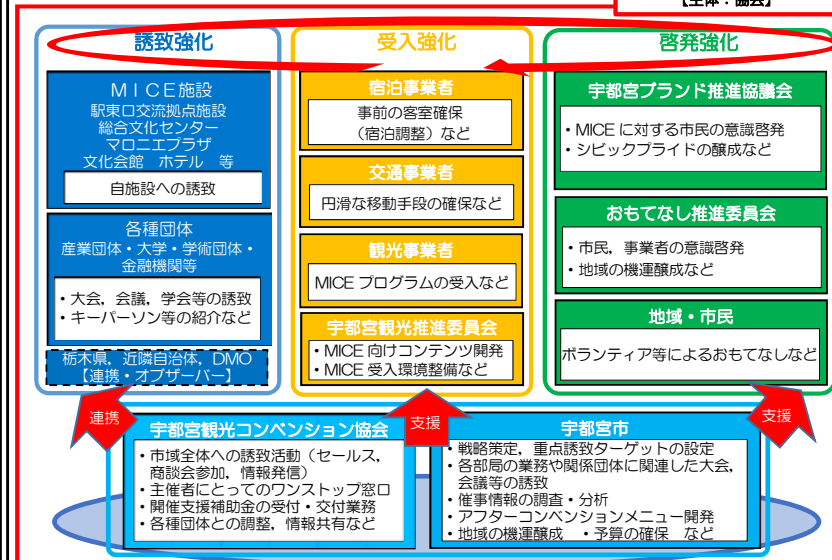 【主体：協会】
誘致強化
ＭＩＣＥ施設
駅東口交流拠点施設
総合文化センター
マロニエプラザ
文化会館　ホテル　等
自施設への誘致
各種団体
産業団体・大学・学術団体・
金融機関等
・大会，会議，学会等の誘致
・キーパーソン等の紹介など
栃木県，近隣自治体，DMO
【連携・オブザーバー】
受入強化
宿泊事業者
事前の客室確保
（宿泊調整）など
交通事業者
円滑な移動手段の確保など
観光事業者
MICE プログラムの受入など
宇都宮観光推進委員会
・MICE 向けコンテンツ開発
・MICE 受入環境整備など
啓発強化
宇都宮ブランド推進協議会
・MICE に対する市民の意識啓発
・シビックプライドの醸成など
おもてなし推進委員会
・市民，事業者の意識啓発
・地域の機運醸成など
地域・市民
ボランティア等によるおもてなしなど
連携
支援
支援
宇都宮観光コンベンション協会
・市域全体への誘致活動（セールス，
商談会参加，情報発信）
・主催者にとってのワンストップ窓口
・開催支援補助金の受付・交付業務
・各種団体との調整，情報共有など
宇都宮市
・戦略策定，重点誘致ターゲットの設定
・各部局の業務や関係団体に関連した大会，
会議等の誘致
・催事情報の調査・分析
・アフターコンベンションメニュー開発
・地域の機運醸成　・予算の確保　など